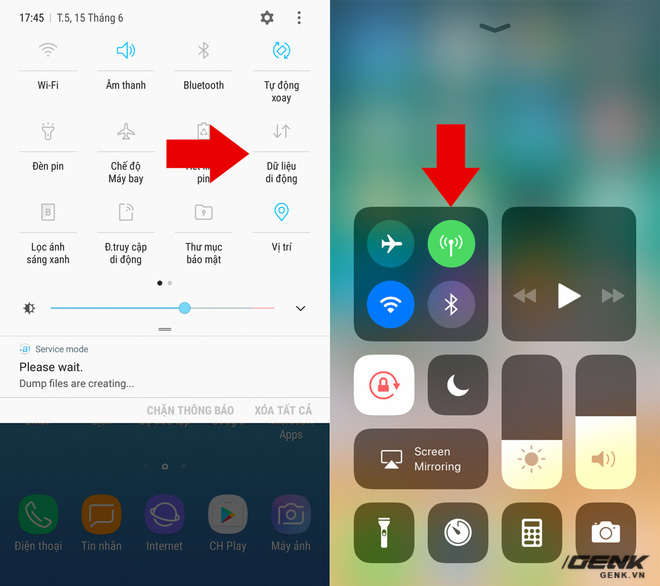 17:45 | T.5, 15 Tháng 6
Wi-Fi
Âm thanh
Bluetooth
Tự động
xoay
Đèn pin
Chế độ
Máy bay
pin
Dữ liệu
di động
B
Lọc ánh
sáng xanh
Đ.truy cập
di động
Thư mục
bảo mật
Vị trí
Service mode
Please wait.
Dump files are creating...
CHẶN THÔNG BÁO
XÓA TẤT CẢ
Apps
Điện thoại
Tin nhắn
Internet
CH Play
Máy ảnh
Screen
Mirroring
GENK
GENK.VN